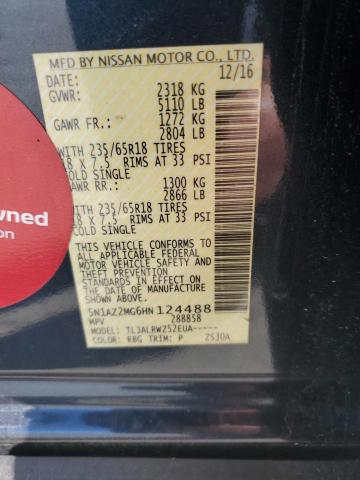 MFD BY NISSAN MOTOR CO., LTD.
DATE: 12/16
GVWR: 2318 KG
5110 LB
GAWR FR.: 1272 KG
2804 LB
WITH 235/65R18 TIRES
18 X 7.5 RIMS AT 33 PSI
COLD SINGLE
GAWR RR.: 1300 KG
2866 LB
WITH 235/65R18 TIRES
18 X 7.5 RIMS AT 33 PSI
COLD SINGLE
THIS VEHICLE CONFORMS TO
ALL APPLICABLE FEDERAL
MOTOR VEHICLE SAFETY AND
THEFT PREVENTION
STANDARDS IN EFFECT ON
THE DATE OF MANUFACTURE
SHOWN ABOVE.
5N1AZ2MG6HN124488
MPV 288858
MODEL: TLJALRWZ52EUA-----
COLOR: RBG TRIM: P ZS30A
wned
on